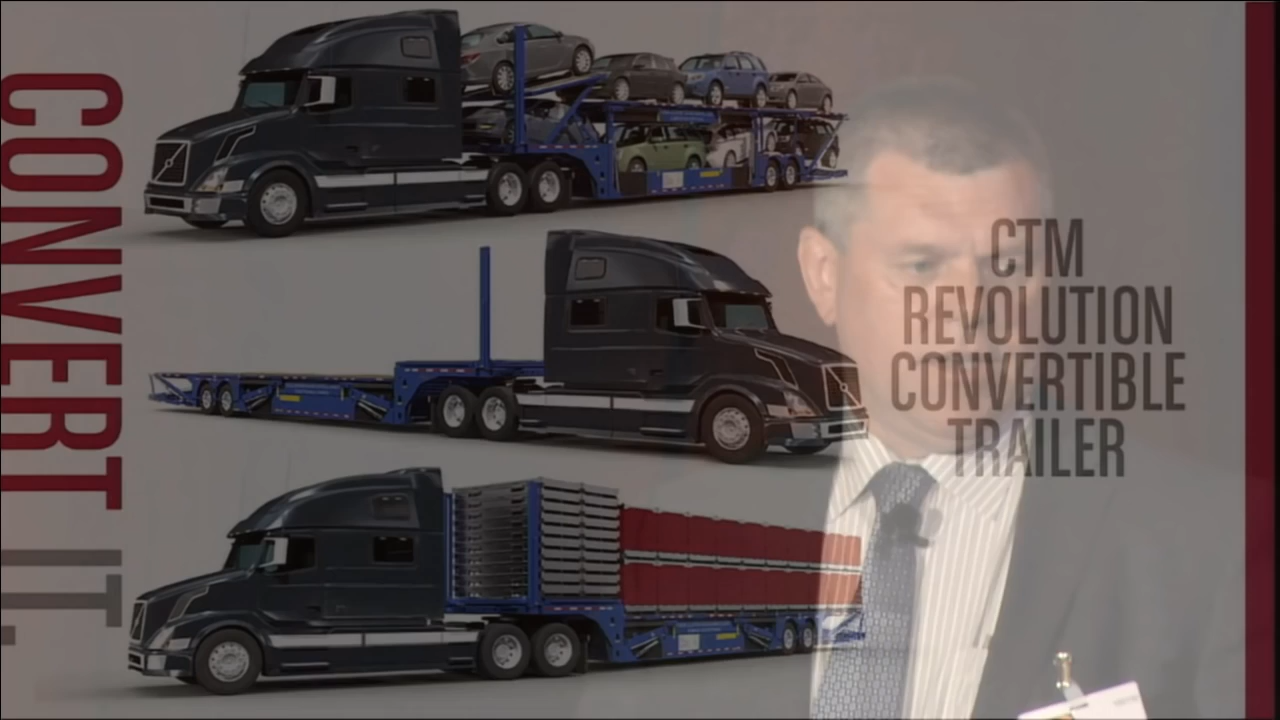 CONVERT IT.
CTM
REVOLUTION
CONVERTIBLE
TRAILER